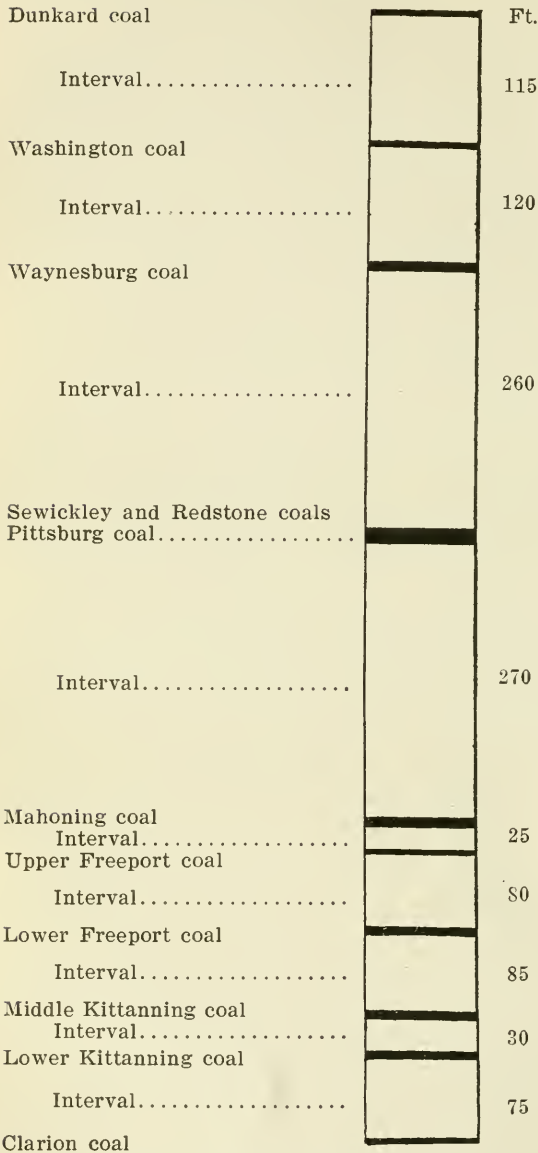 Dunkard coal Ft.
Interval................... 115
Washington coal
Interval................... 120
Waynesburg coal
Interval................... 260
Sewickley and Redstone coals
Pittsburg coal..................
Interval................... 270
Mahoning coal
Interval................... 25
Upper Freeport coal
Interval................... 80
Lower Freeport coal
Interval................... 85
Middle Kittanning coal
Interval................... 30
Lower Kittanning coal
Interval................... 75
Clarion coal